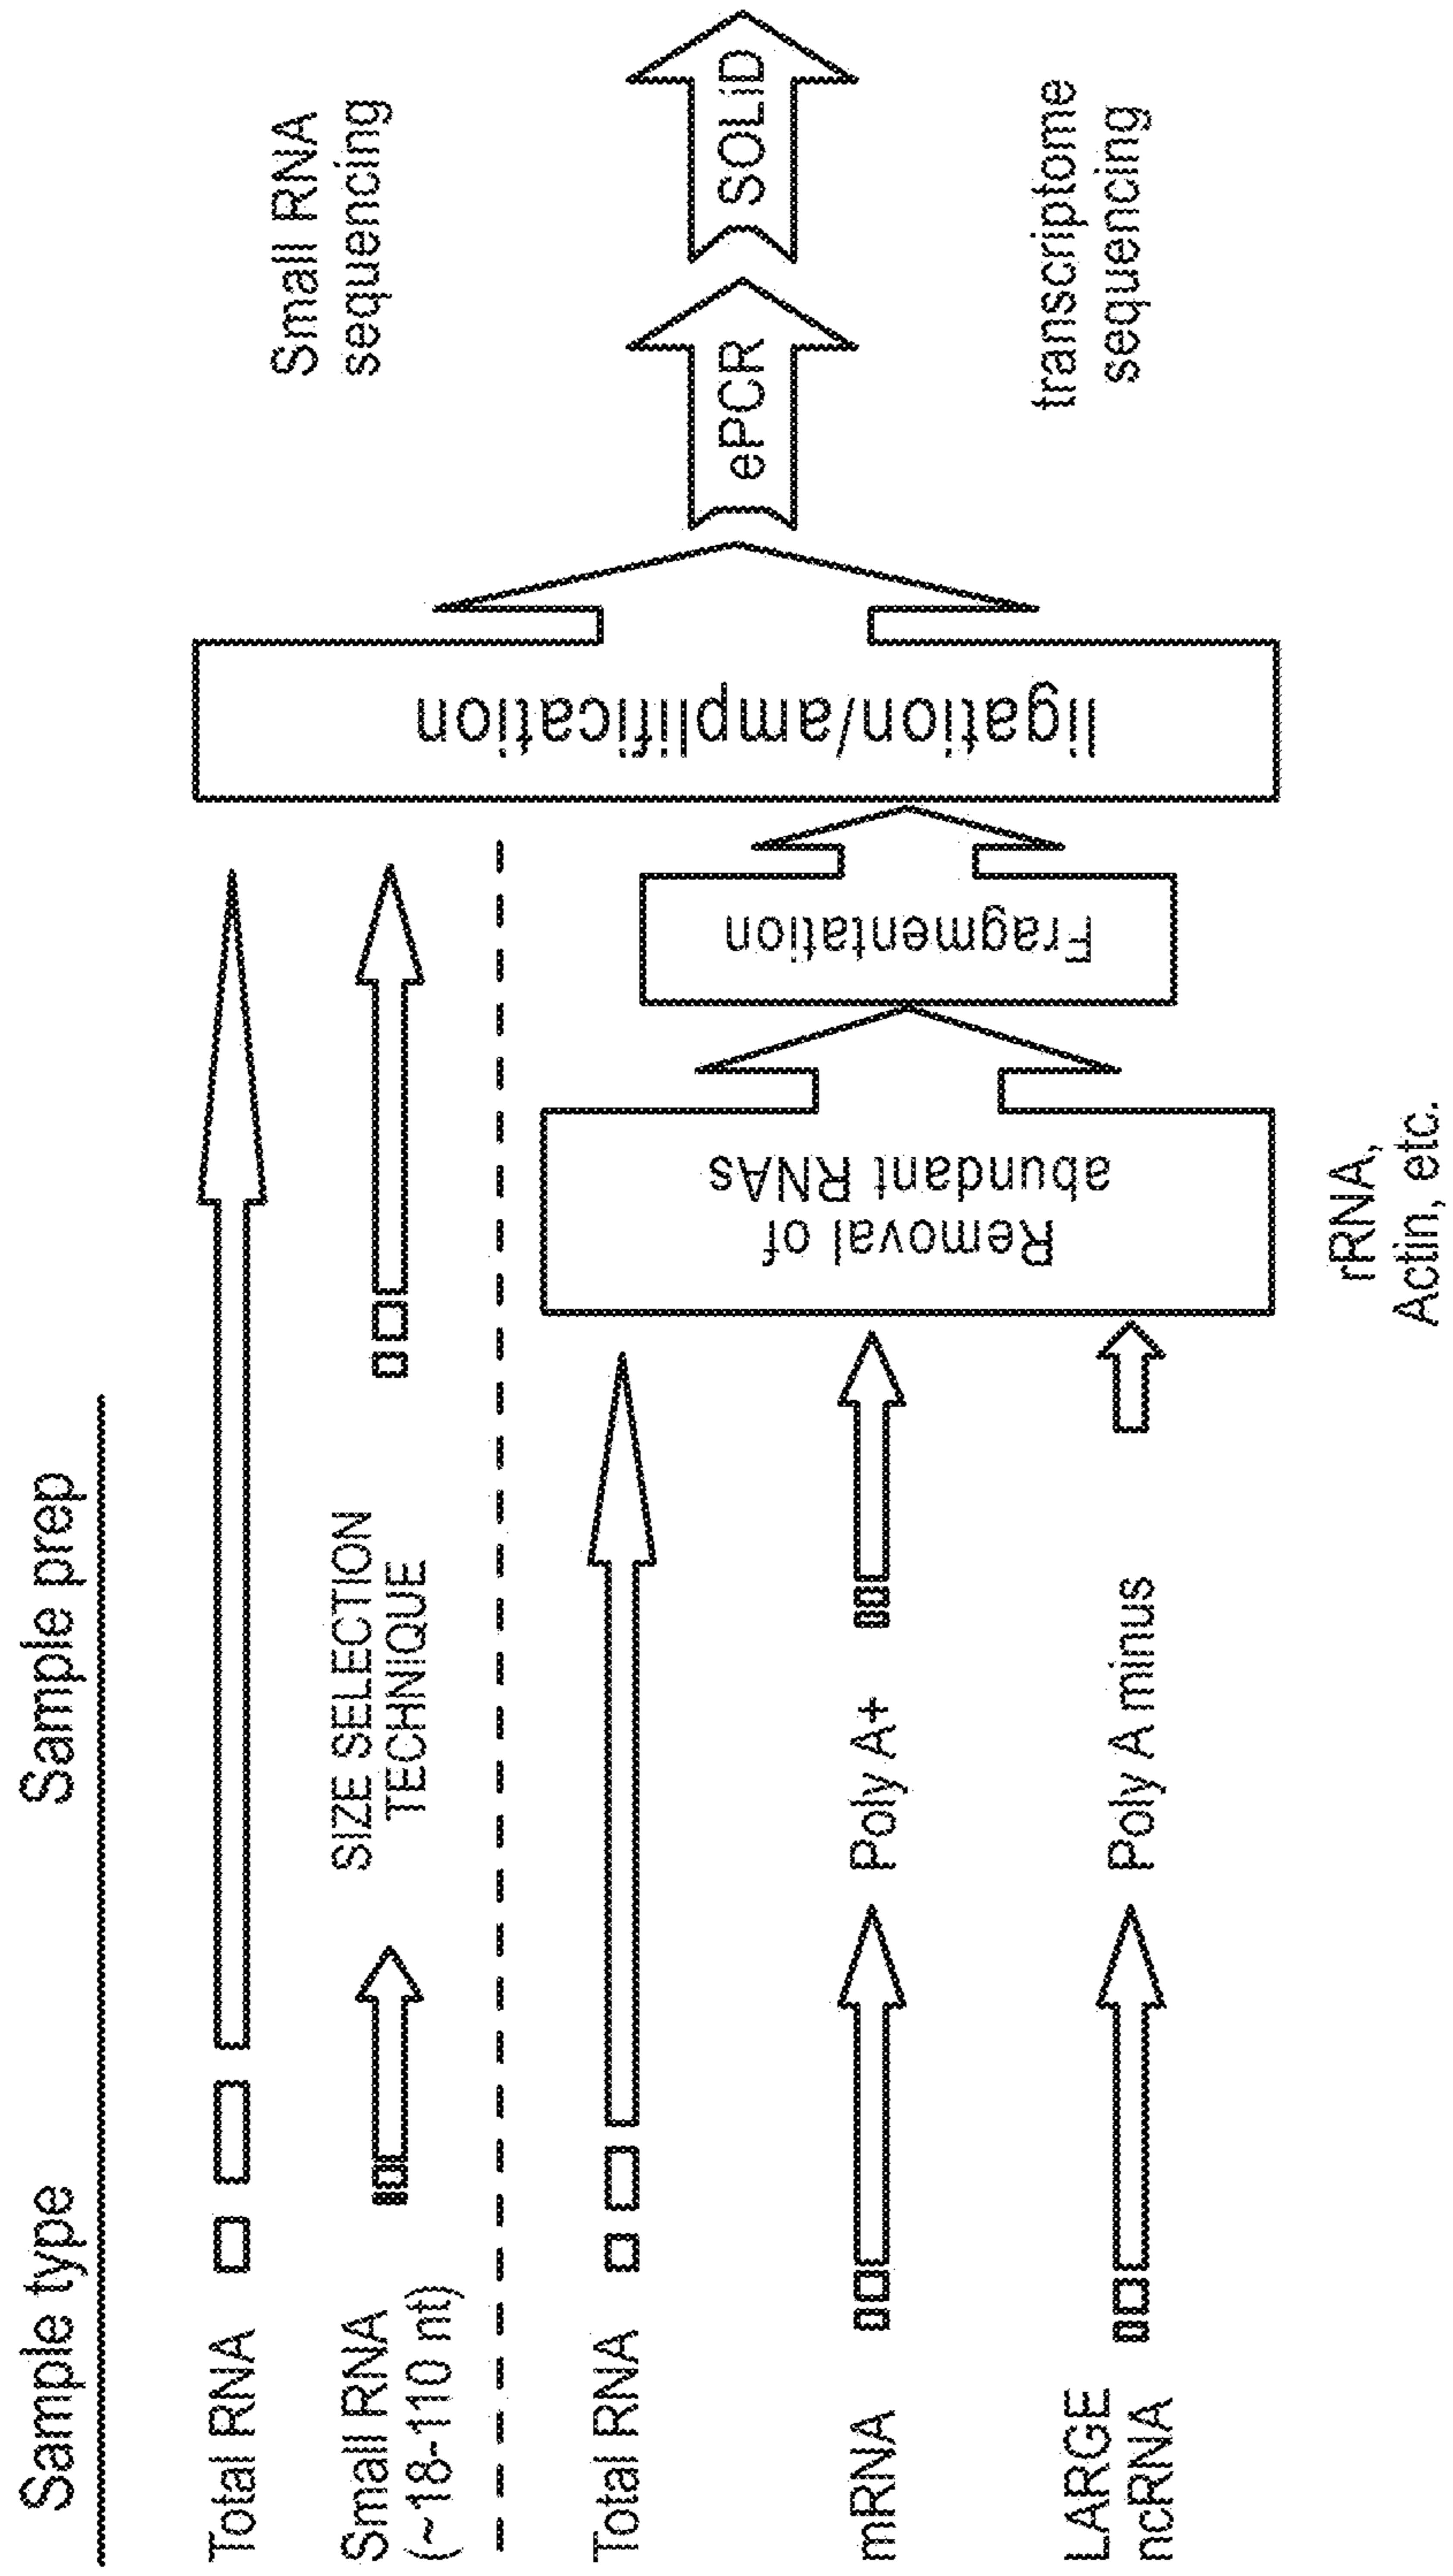 Sample type
Sample prep
Total RNA
Small RNA
(~18-110 nt)
SIZE SELECTION
TECHNIQUE
Small RNA
sequencing
Total RNA
mRNA
Poly A+
LARGE
ncRNA
Poly A minus
Removal of
abundant RNAs
rRNA,
Actin, etc.
Fragmentation
ligation/amplification
ePCR
SOLiD
transcriptome
sequencing